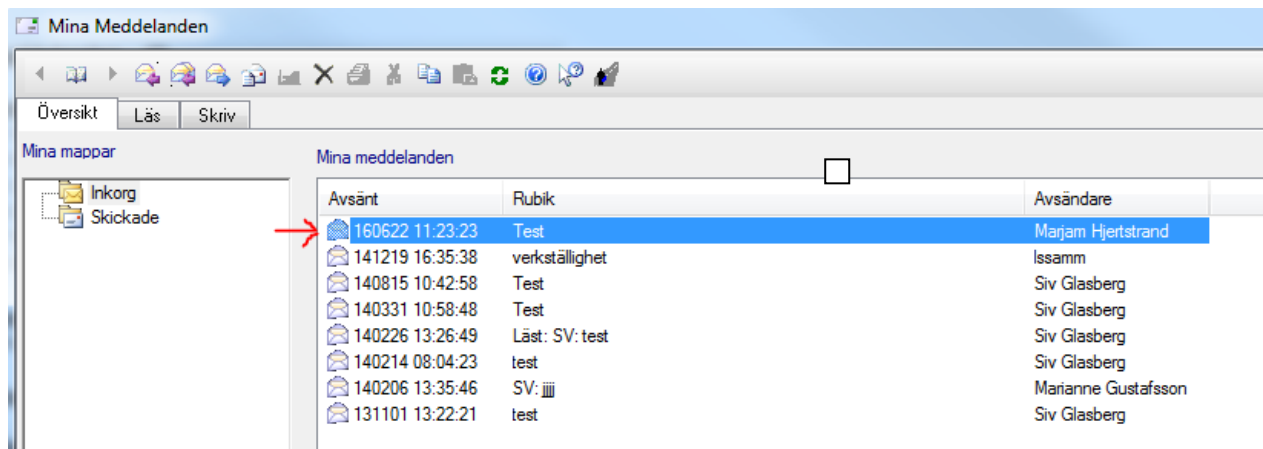 Mina Meddelanden
Översikt Läs Skriv
Mina mappar
Mina meddelanden
Inkorg
Skickade
Avsänt Rubik Avsändare
160622 11:23:23 Test Marjam Hjertstrand
141219 16:35:38 verkställighet Issamm
140815 10:42:58 Test Siv Glasberg
140331 10:58:48 Test Siv Glasberg
140226 13:26:49 Läst: SV: test Siv Glasberg
140214 08:04:23 test Siv Glasberg
140206 13:35:46 SV: jjjj Marianne Gustafsson
131101 13:22:21 test Siv Glasberg